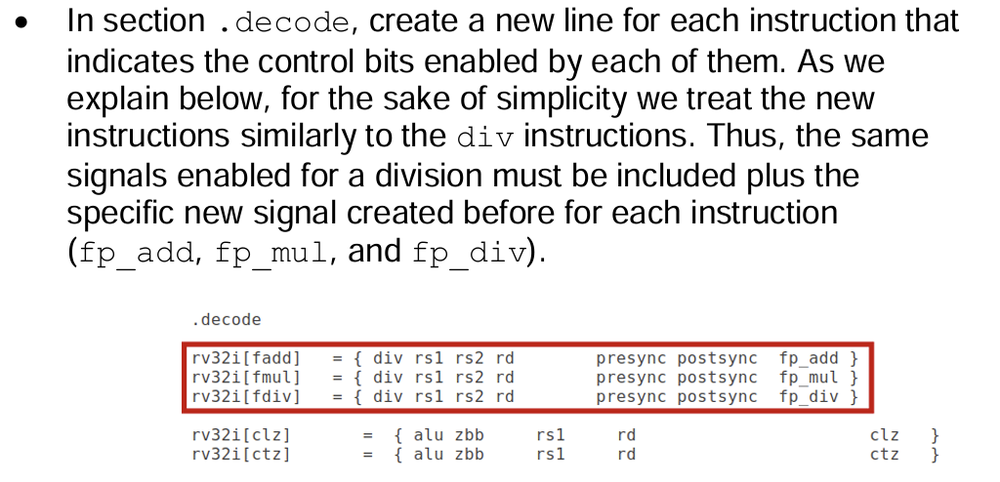 • In section .decode, create a new line for each instruction that
indicates the control bits enabled by each of them. As we
explain below, for the sake of simplicity we treat the new
instructions similarly to the div instructions. Thus, the same
signals enabled for a division must be included plus the
specific new signal created before for each instruction
(fp_add, fp_mul, and fp_div).
.decode
rv32i[fadd] = { div rs1 rs2 rd presync postsync fp_add }
rv32i[fmul] = { div rs1 rs2 rd presync postsync fp_mul }
rv32i[fdiv] = { div rs1 rs2 rd presync postsync fp_div }
rv32i[clz] = { alu zbb rs1 rd clz }
rv32i[ctz] = { alu zbb rs1 rd ctz }